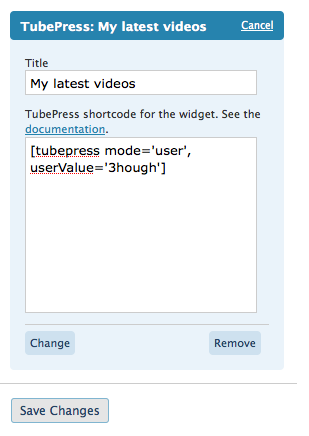 TubePress: My latest videos Cancel
Title
My latest videos
TubePress shortcode for the widget. See the
documentation.
[tubepress mode='user',
userValue='3hough']
Change Remove
Save Changes